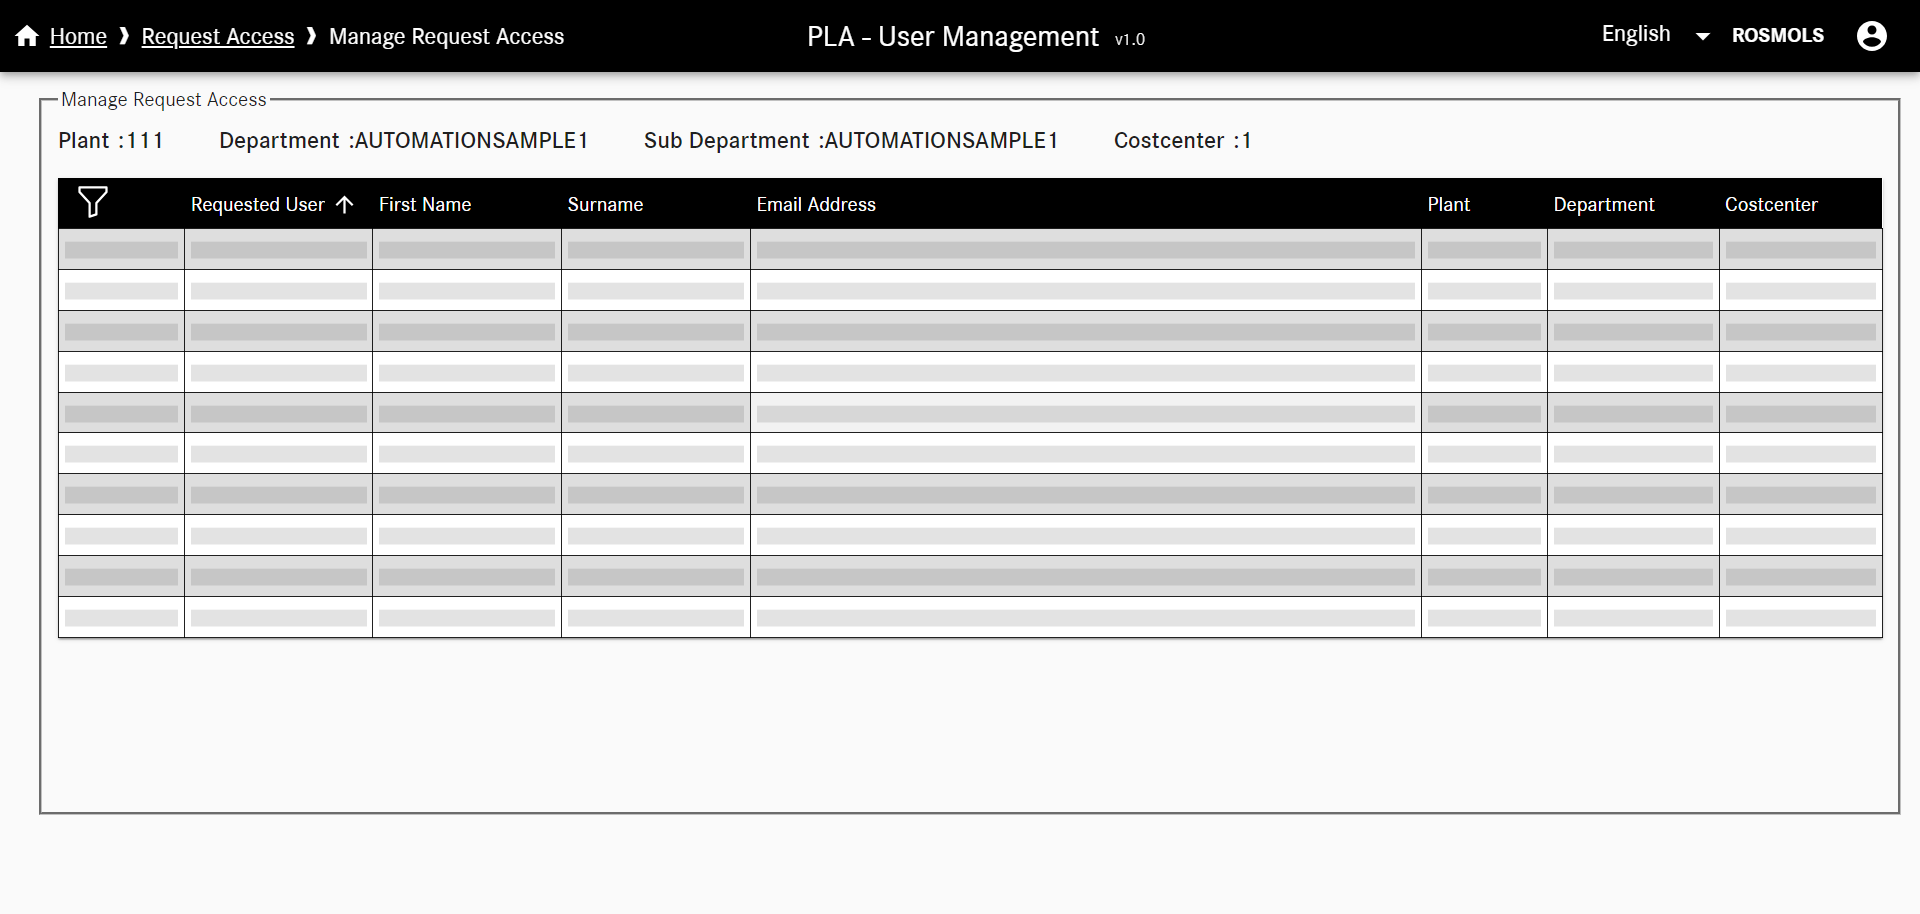 Home ❱ Request Access ❱ Manage Request Access
PLA - User Management v1.0
English
ROSMOLS
Manage Request Access
Plant :111 Department :AUTOMATIONSAMPLE1 Sub Department :AUTOMATIONSAMPLE1 Costcenter :1
Requested User First Name Surname Email Address Plant Department Costcenter